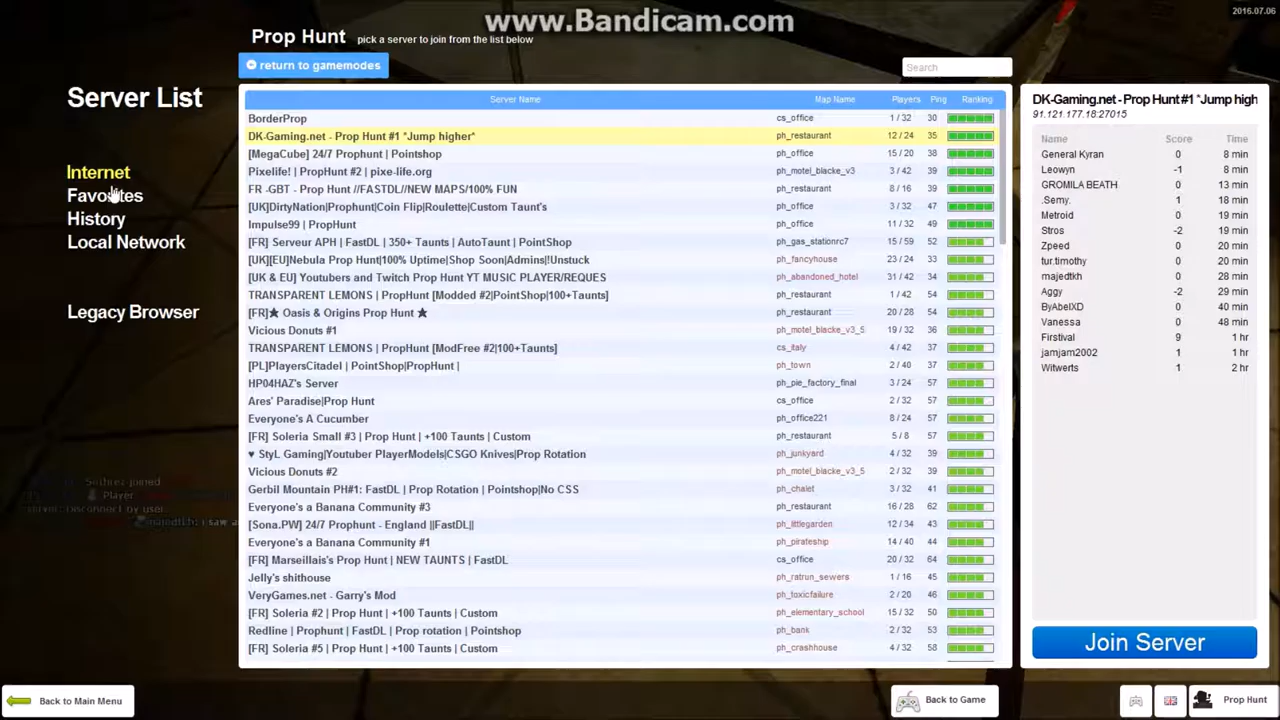 www.Bandicam.com
2016.07.06
Prop Hunt pick a server to join from the list below
return to gamemodes
Search
Server List
Internet
Favorites
History
Local Network
Legacy Browser
Server Name Map Name Players Ping Ranking
BorderProp cs_office 1 / 32 30
DK-Gaming.net - Prop Hunt #1 *Jump higher* ph_restaurant 12 / 24 35
[MegaCube] 24/7 Prophunt | Pointshop ph_office 15 / 20 38
Pixelife! | PropHunt #2 | pixe-life.org ph_motel_blacke_v3 3 / 42 39
FR -GBT - Prop Hunt //FASTDL//NEW MAPS/100% FUN ph_restaurant 8 / 16 39
[UK]DirtyNation|Prophunt|Coin Flip|Roulette|Custom Taunt's ph_office 3 / 32 47
Impulse99 | PropHunt ph_office 11 / 32 49
[FR] Serveur APH | FastDL | 350+ Taunts | AutoTaunt | PointShop ph_gas_stationrc7 15 / 59 52
[UK][EU]Nebula Prop Hunt|100% Uptime|Shop Soon|Admins|!Unstuck ph_fancyhouse 23 / 24 33
[UK & EU] Youtubers and Twitch Prop Hunt YT MUSIC PLAYER/REQUES ph_abandoned_hotel 31 / 42 34
TRANSPARENT LEMONS | PropHunt [Modded #2|PointShop|100+Taunts] ph_restaurant 1 / 42 54
[FR]★ Oasis & Origins Prop Hunt ★ ph_restaurant 20 / 28 54
Vicious Donuts #1 ph_motel_blacke_v3_5 19 / 32 36
TRANSPARENT LEMONS | PropHunt [ModFree #2|100+Taunts] cs_italy 4 / 42 37
[PL]PlayersCitadel | PointShop|PropHunt | ph_town 2 / 40 37
HP04HAZ's Server ph_pie_factory_final 3 / 24 57
Ares' Paradise|Prop Hunt cs_office 2 / 32 57
Everyone's A Cucumber ph_office221 8 / 24 57
[FR] Soleria Small #3 | Prop Hunt | +100 Taunts | Custom ph_restaurant 5 / 8 57
♥ StyL Gaming|Youtuber PlayerModels|CSGO Knives|Prop Rotation ph_junkyard 4 / 32 39
Vicious Donuts #2 ph_motel_blacke_v3_5 2 / 32 39
Gerbil Mountain PH#1: FastDL | Prop Rotation | Pointshop|No CSS ph_chalet 3 / 32 41
Everyone's a Banana Community #3 ph_restaurant 16 / 28 62
[Sona.PW] 24/7 Prophunt - England ||FastDL|| ph_littlegarden 12 / 34 43
Everyone's a Banana Community #1 ph_pirateship 14 / 40 44
[FR]Marseillais's Prop Hunt | NEW TAUNTS | FastDL cs_office 20 / 32 64
Jelly's shithouse ph_ratrun_sewers 1 / 16 45
VeryGames.net - Garry's Mod ph_toxicfailure 2 / 20 46
[FR] Soleria #2 | Prop Hunt | +100 Taunts | Custom ph_elementary_school 15 / 32 50
Redline | Prophunt | FastDL | Prop rotation | Pointshop ph_bank 2 / 32 53
[FR] Soleria #5 | Prop Hunt | +100 Taunts | Custom ph_crashhouse 4 / 32 58
DK-Gaming.net - Prop Hunt #1 *Jump high
91.121.177.18:27015
Name Score Time
General Kyran 0 8 min
Leowyn -1 8 min
GROMILA BEATH 0 13 min
.Semy. 1 18 min
Metroid 0 19 min
Stros -2 19 min
Zpeed 0 20 min
tur.timothy 0 20 min
majedtkh 0 28 min
Aggy -2 29 min
ByAbelXD 0 40 min
Vanessa 0 48 min
Firstival 9 1 hr
jamjam2002 1 1 hr
Witwerts 1 2 hr
Join Server
joined
Player
server: Disconnect by user.
majedtkh: i saw a
Back to Main Menu
Back to Game
Prop Hunt